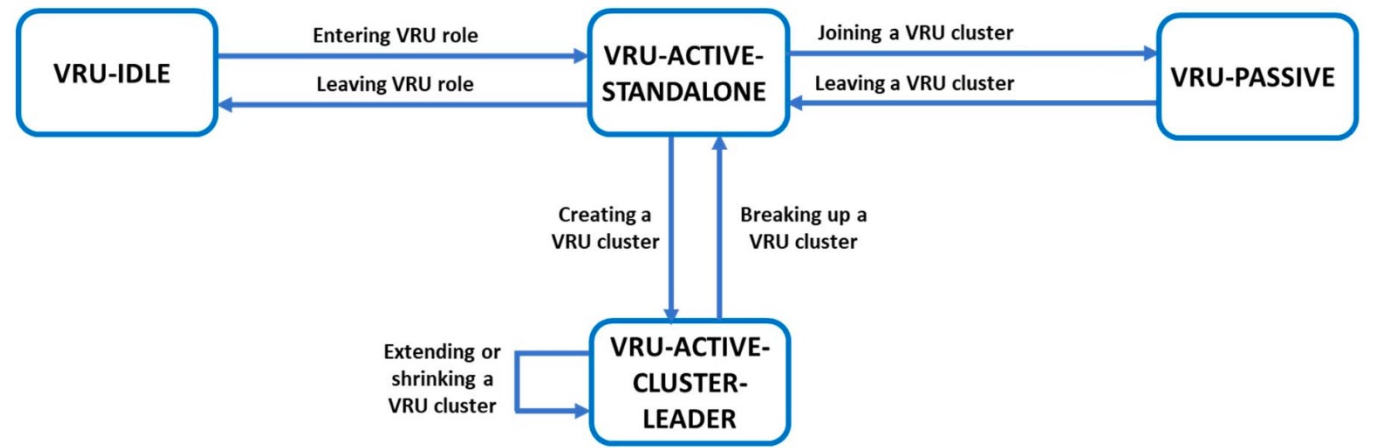 VRU-IDLE
Entering VRU role
Leaving VRU role
VRU-ACTIVE-
STANDALONE
Joining a VRU cluster
Leaving a VRU cluster
VRU-PASSIVE
Creating a
VRU cluster
Breaking up a
VRU cluster
Extending or
shrinking a
VRU cluster
VRU-ACTIVE-
CLUSTER-
LEADER